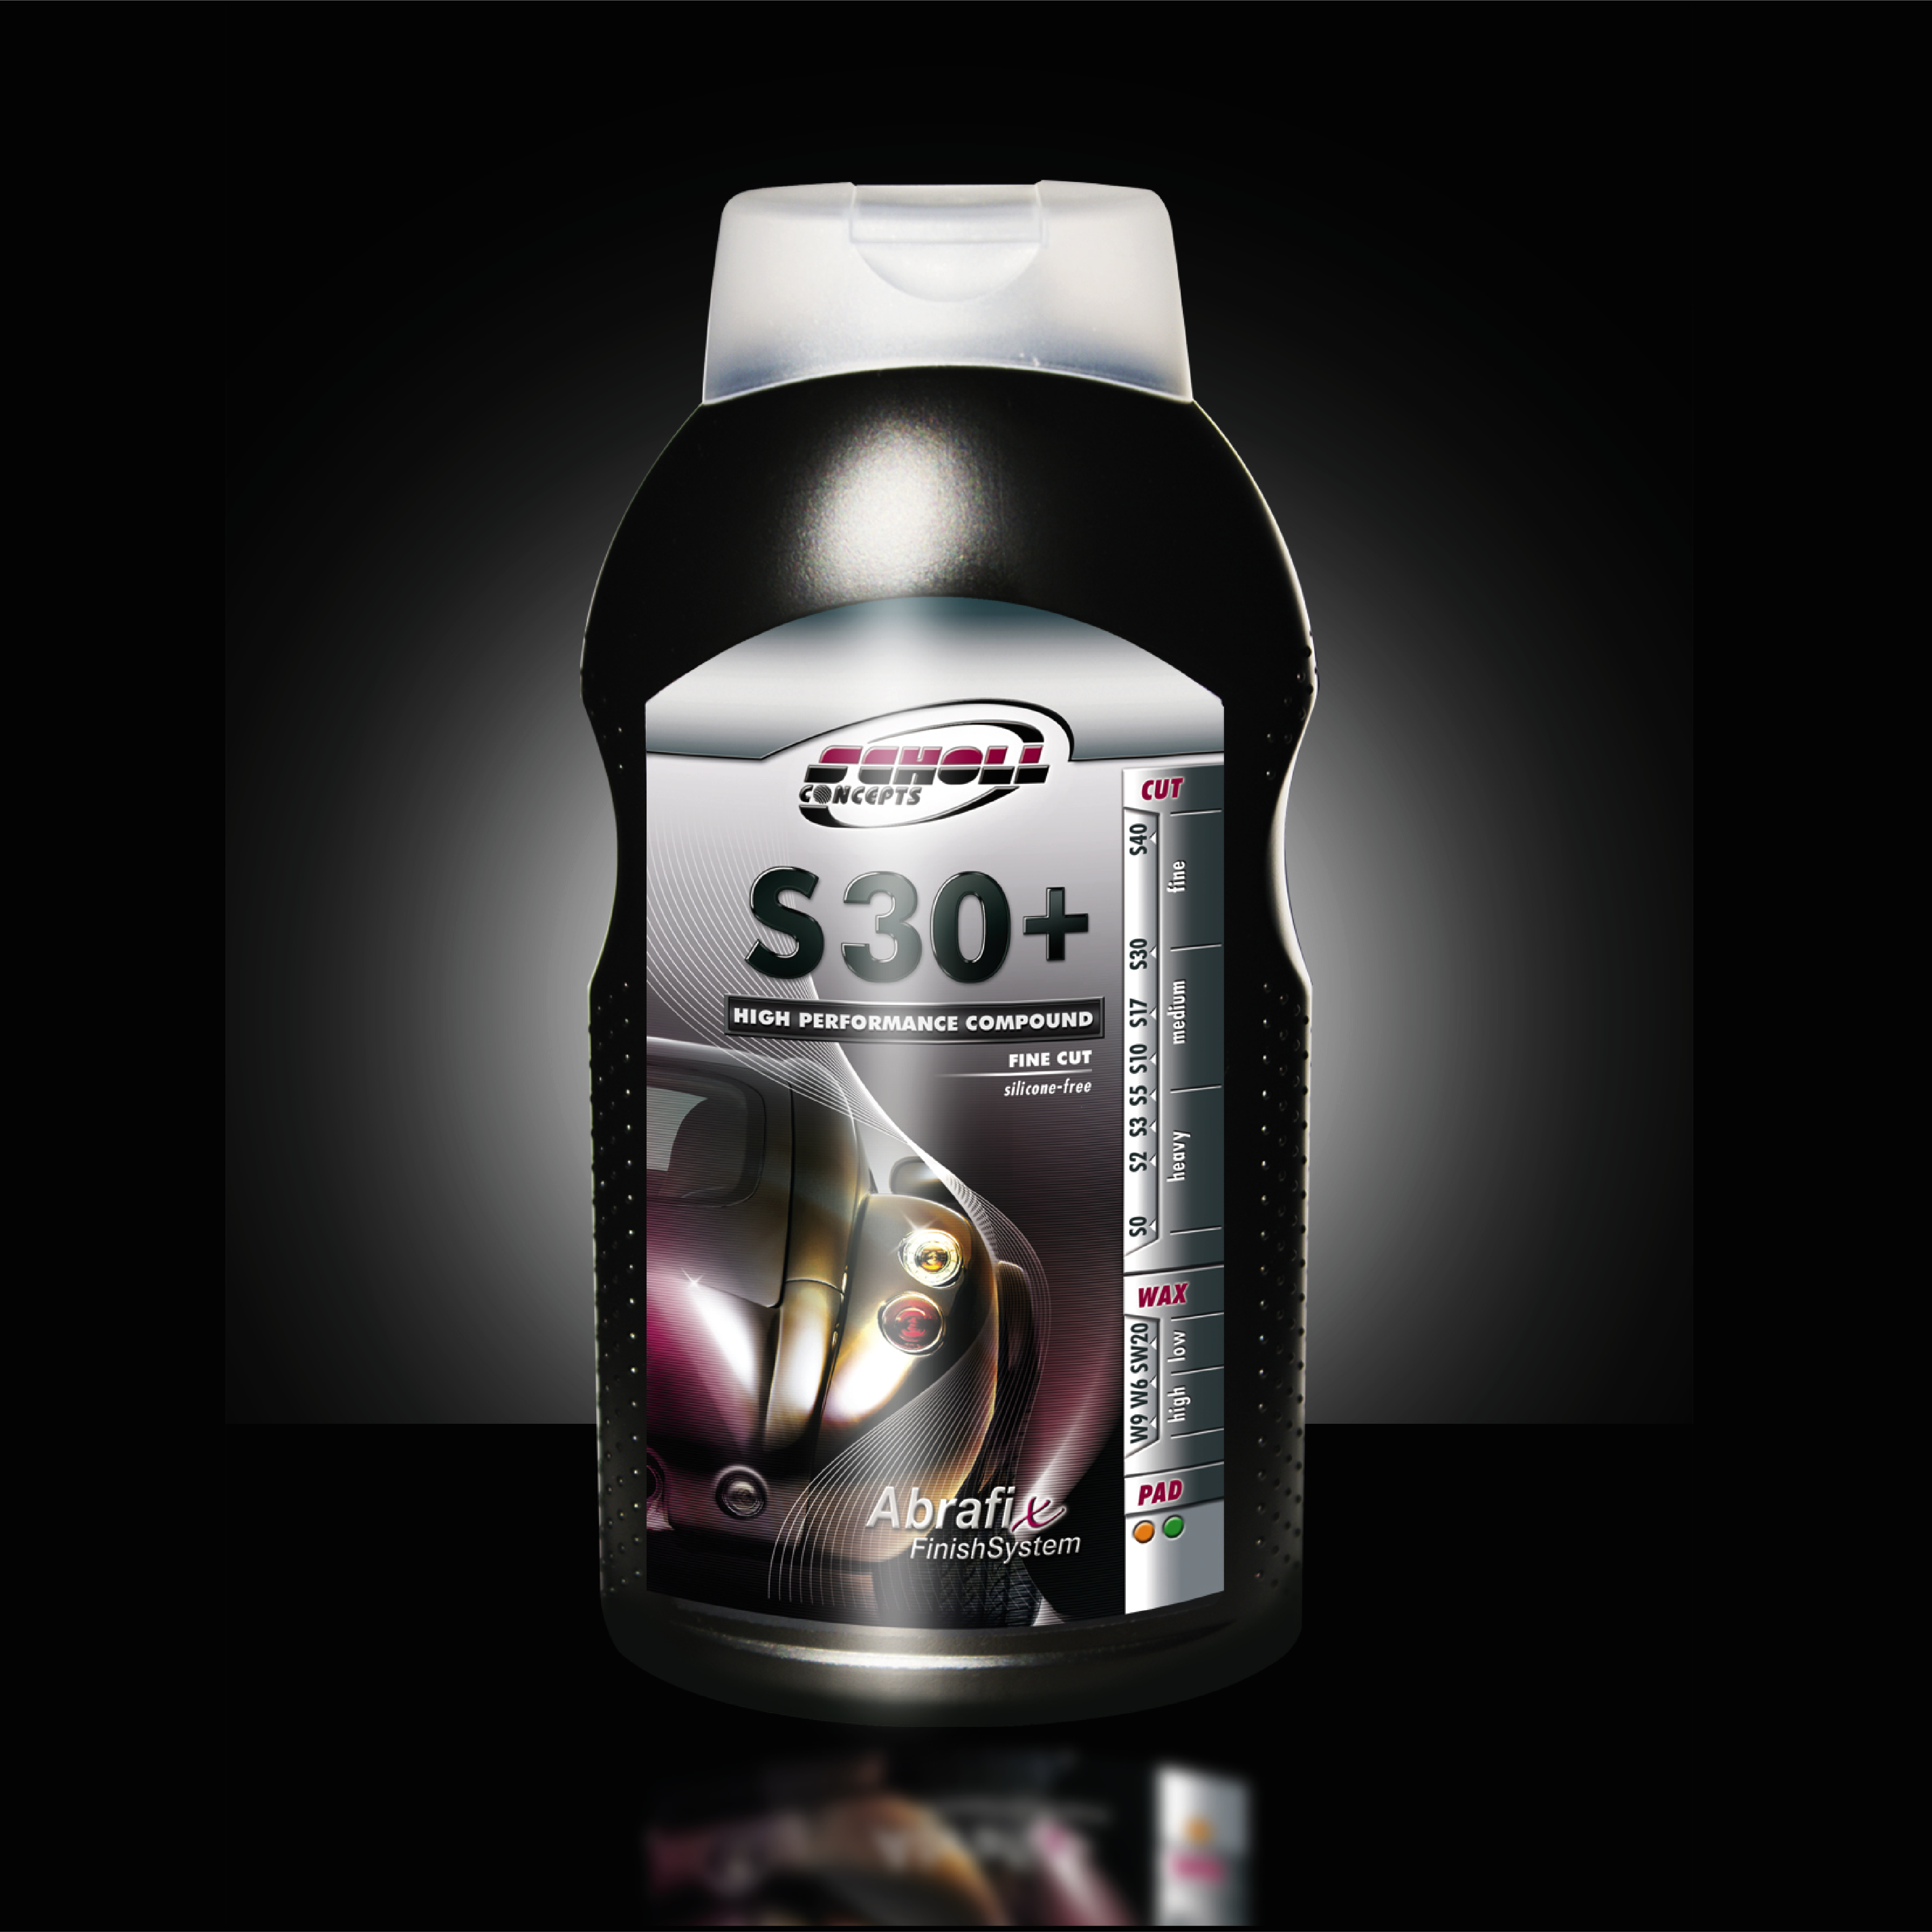 SCHOLL
CONCEPTS
S30+
HIGH PERFORMANCE COMPOUND
FINE CUT
silicone-free
Abrafix
FinishSystem
CUT
S40
S30
S17
S10
S5
S3
S2
S0
fine
medium
heavy
WAX
SW20
W6
W9
low
high
PAD